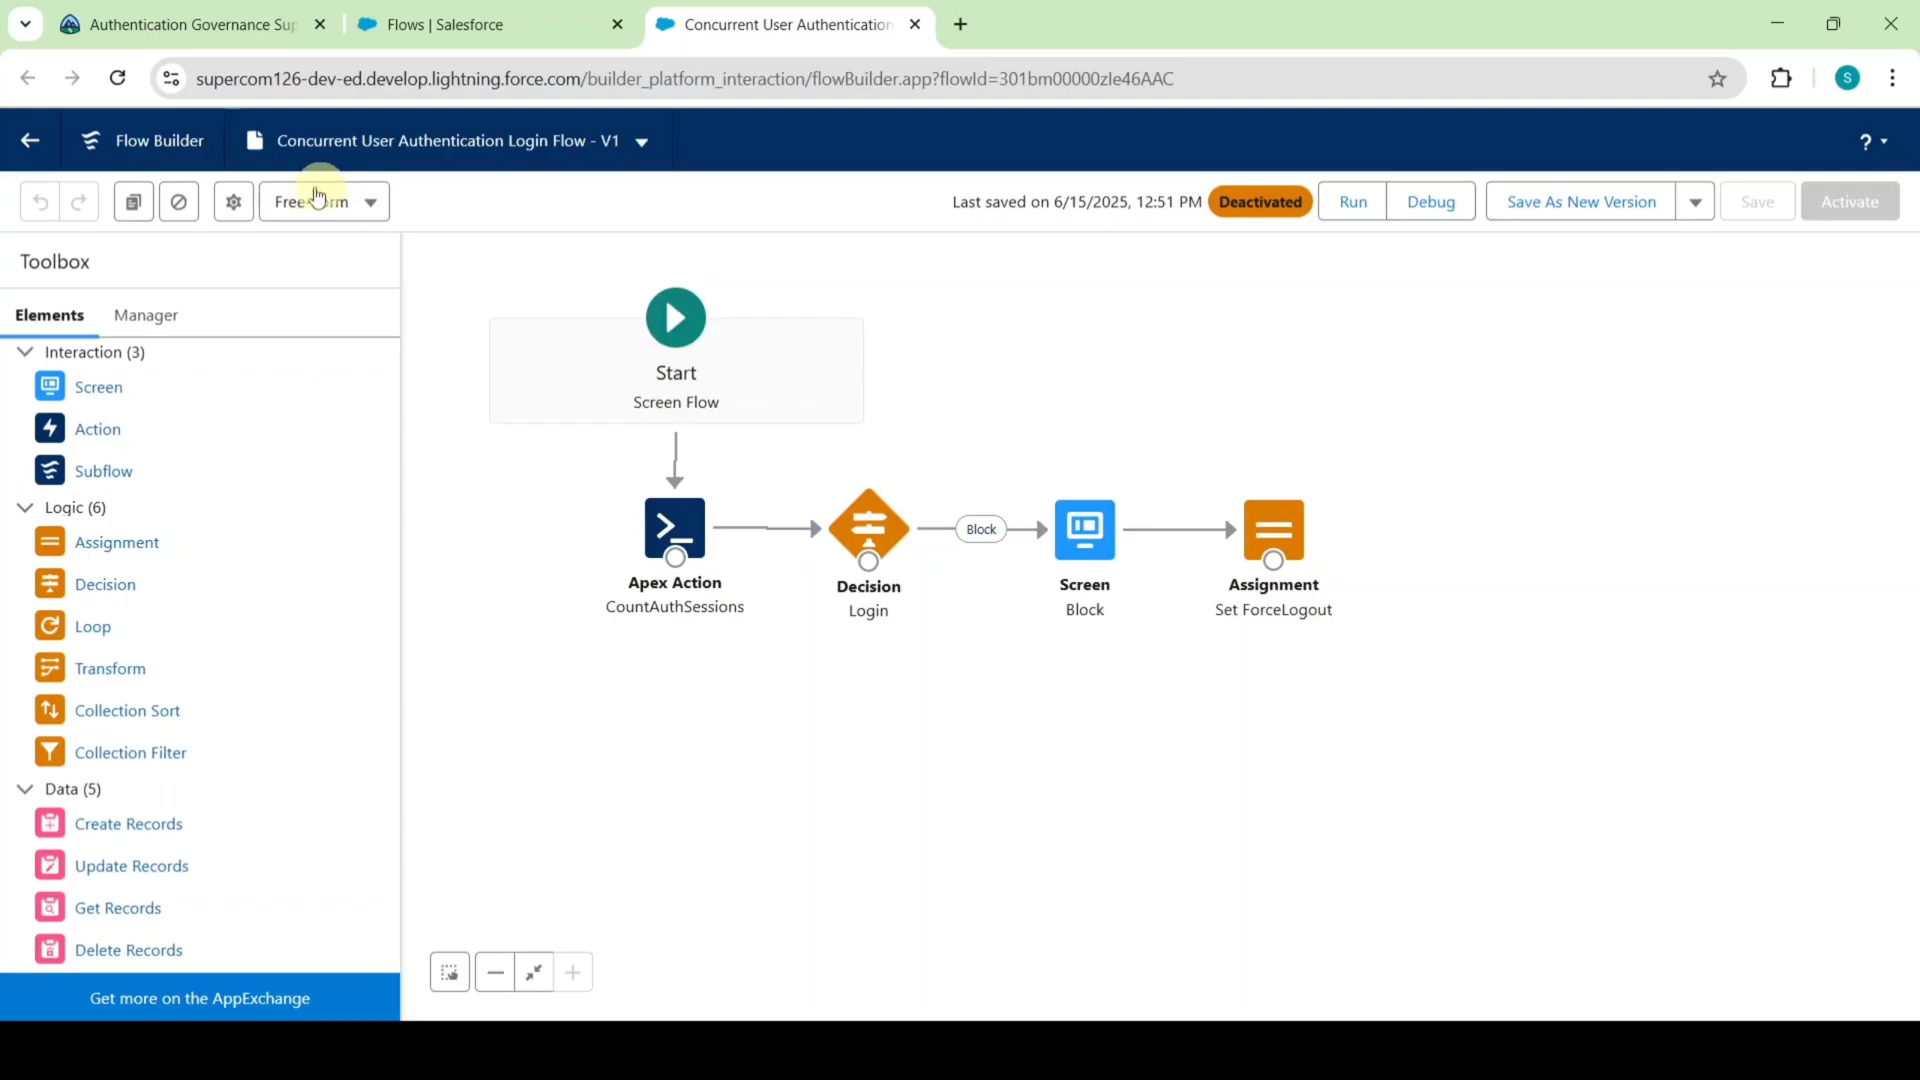 Authentication Governance Sup
Flows | Salesforce
Concurrent User Authentication
supercom126-dev-ed.develop.lightning.force.com/builder_platform_interaction/flowBuilder.app?flowId=301bm00000zIe46AAC
S
Flow Builder
Concurrent User Authentication Login Flow - V1
?
Free-Form
Last saved on 6/15/2025, 12:51 PM
Deactivated
Run
Debug
Save As New Version
Save
Activate
Toolbox
Elements
Manager
Interaction (3)
Screen
Action
Subflow
Logic (6)
Assignment
Decision
Loop
Transform
Collection Sort
Collection Filter
Data (5)
Create Records
Update Records
Get Records
Delete Records
Get more on the AppExchange
Start
Screen Flow
Block
Apex Action
CountAuthSessions
Decision
Login
Screen
Block
Assignment
Set ForceLogout